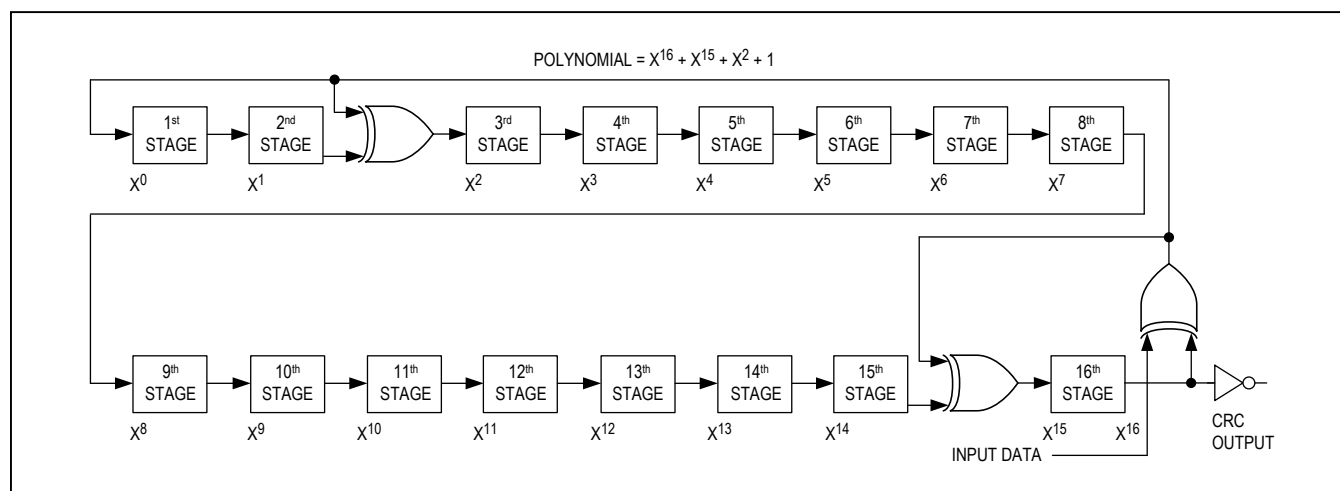 POLYNOMIAL = X¹⁶ + X¹⁵ + X² + 1
1st STAGE
2nd STAGE
3rd STAGE
4th STAGE
5th STAGE
6th STAGE
7th STAGE
8th STAGE
X⁰
X¹
X²
X³
X⁴
X⁵
X⁶
X⁷
9th STAGE
10th STAGE
11th STAGE
12th STAGE
13th STAGE
14th STAGE
15th STAGE
16th STAGE
X⁸
X⁹
X¹⁰
X¹¹
X¹²
X¹³
X¹⁴
X¹⁵
X¹⁶
CRC
OUTPUT
INPUT DATA